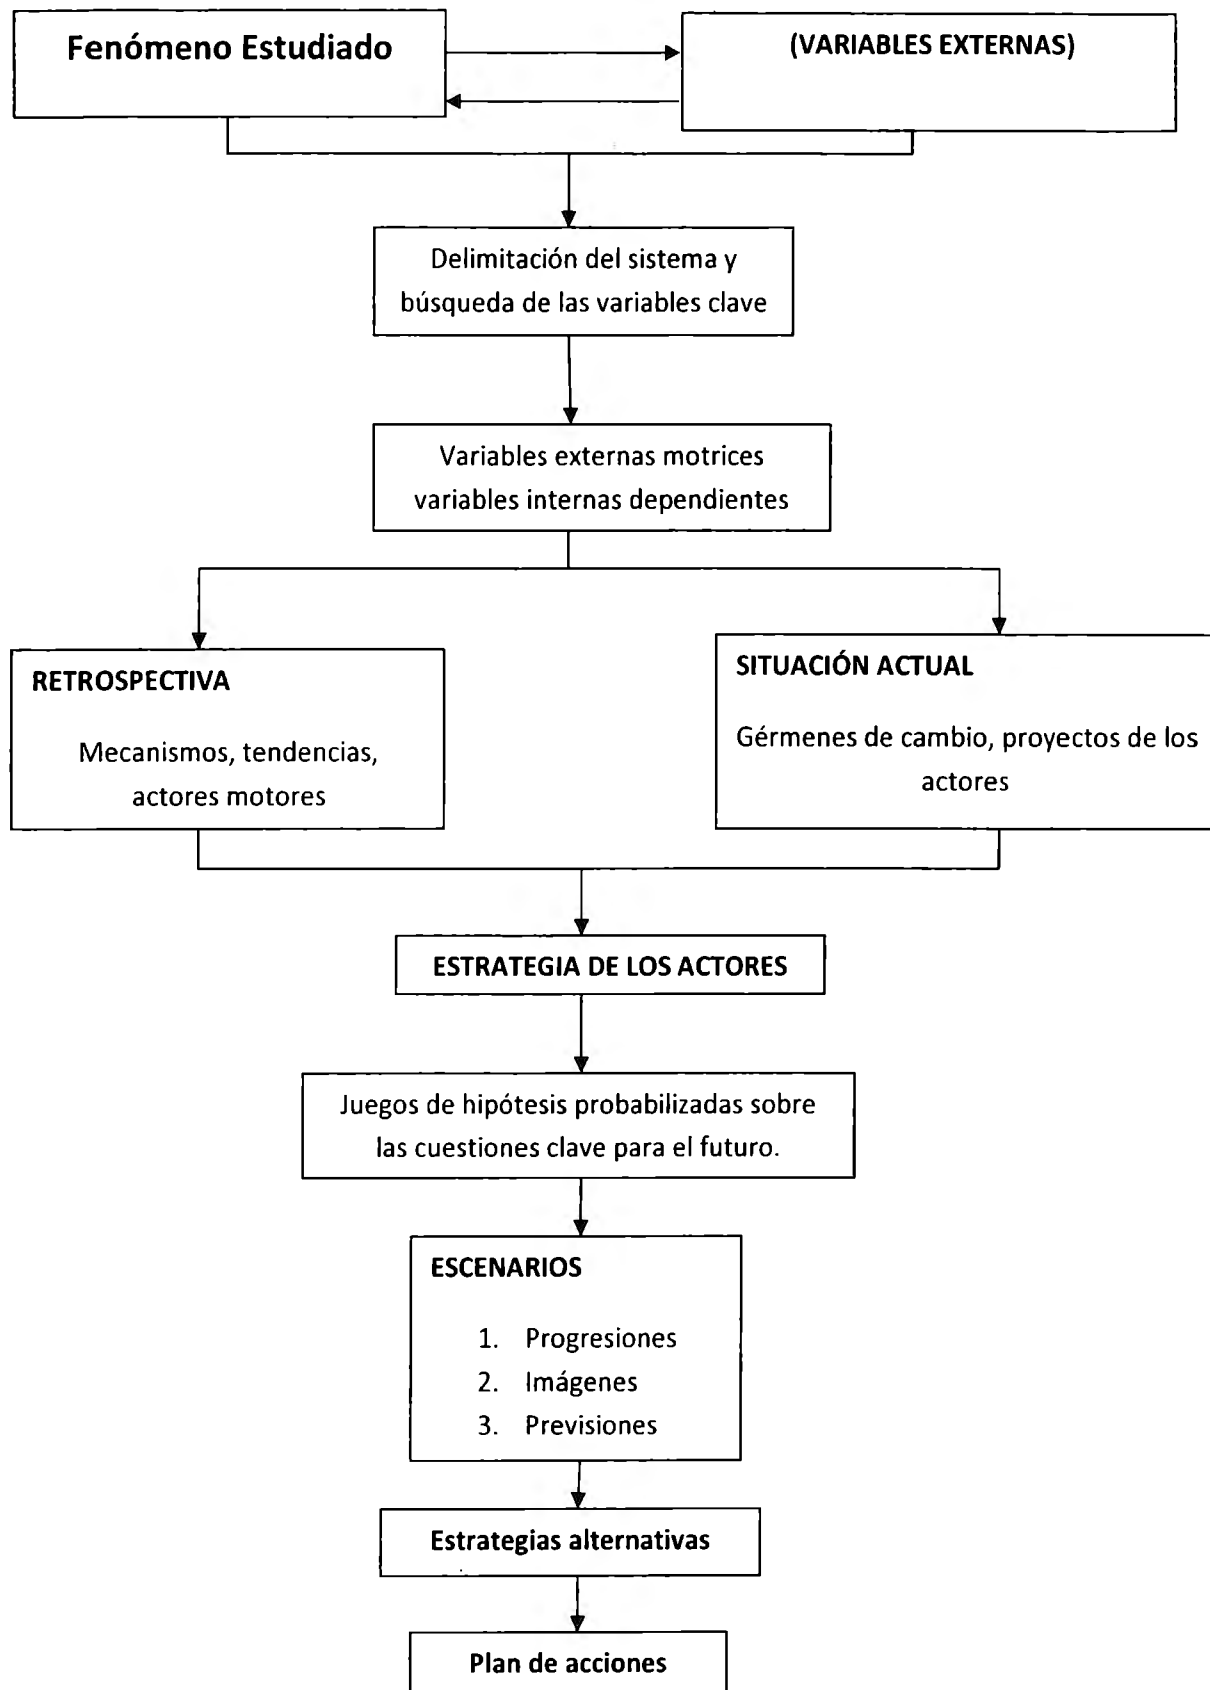 Fenómeno Estudiado
(VARIABLES EXTERNAS)
Delimitación del sistema y
búsqueda de las variables clave
Variables externas motrices
variables internas dependientes
RETROSPECTIVA
Mecanismos, tendencias,
actores motores
SITUACIÓN ACTUAL
Gérmenes de cambio, proyectos de los
actores
ESTRATEGIA DE LOS ACTORES
Juegos de hipótesis probabilizadas sobre
las cuestiones clave para el futuro.
ESCENARIOS
1. Progresiones
2. Imágenes
3. Previsiones
Estrategias alternativas
Plan de acciones